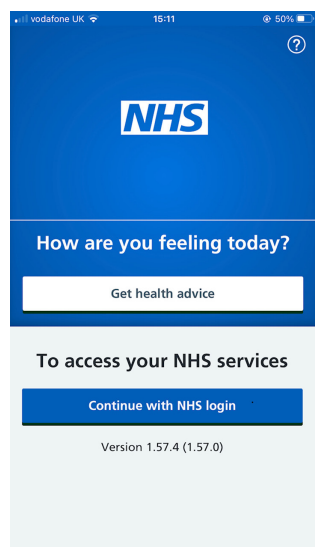 vodafone UK 15:11 50%
?
NHS
How are you feeling today?
Get health advice
To access your NHS services
Continue with NHS login
Version 1.57.4 (1.57.0)